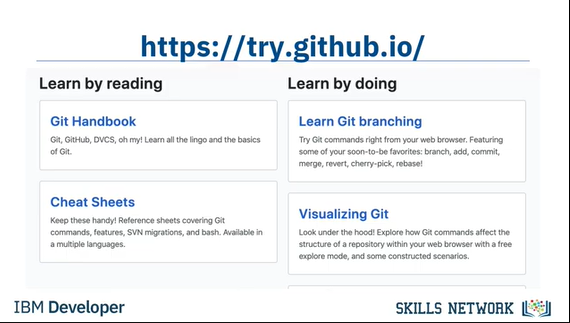 https://try.github.io/
Learn by reading
Git Handbook
Git, GitHub, DVCS, oh my! Learn all the lingo and the basics
of Git.
Cheat Sheets
Keep these handy! Reference sheets covering Git
commands, features, SVN migrations, and bash. Available in
a multiple languages.
Learn by doing
Learn Git branching
Try Git commands right from your web browser. Featuring
some of your soon-to-be favorites: branch, add, commit,
merge, revert, cherry-pick, rebase!
Visualizing Git
Look under the hood! Explore how Git commands affect the
structure of a repository within your web browser with a free
explore mode, and some constructed scenarios.
IBM Developer
SKILLS NETWORK